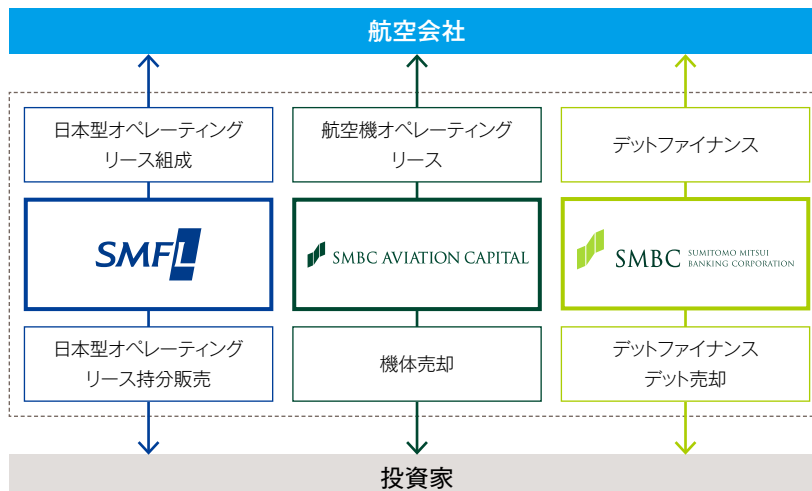 航空会社
日本型オペレーティング
リース組成
航空機オペレーティング
リース
デットファイナンス
SMFL
SMBC AVIATION CAPITAL
SMBC
SUMITOMO MITSUI
BANKING CORPORATION
日本型オペレーティング
リース持分販売
機体売却
デットファイナンス
デット売却
投資家